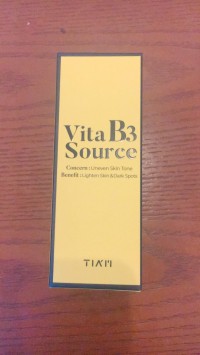 Vita B3
Source
Concern : Uneven Skin Tone
Benefit : Lighten Skin & Dark Spots
TIA'M